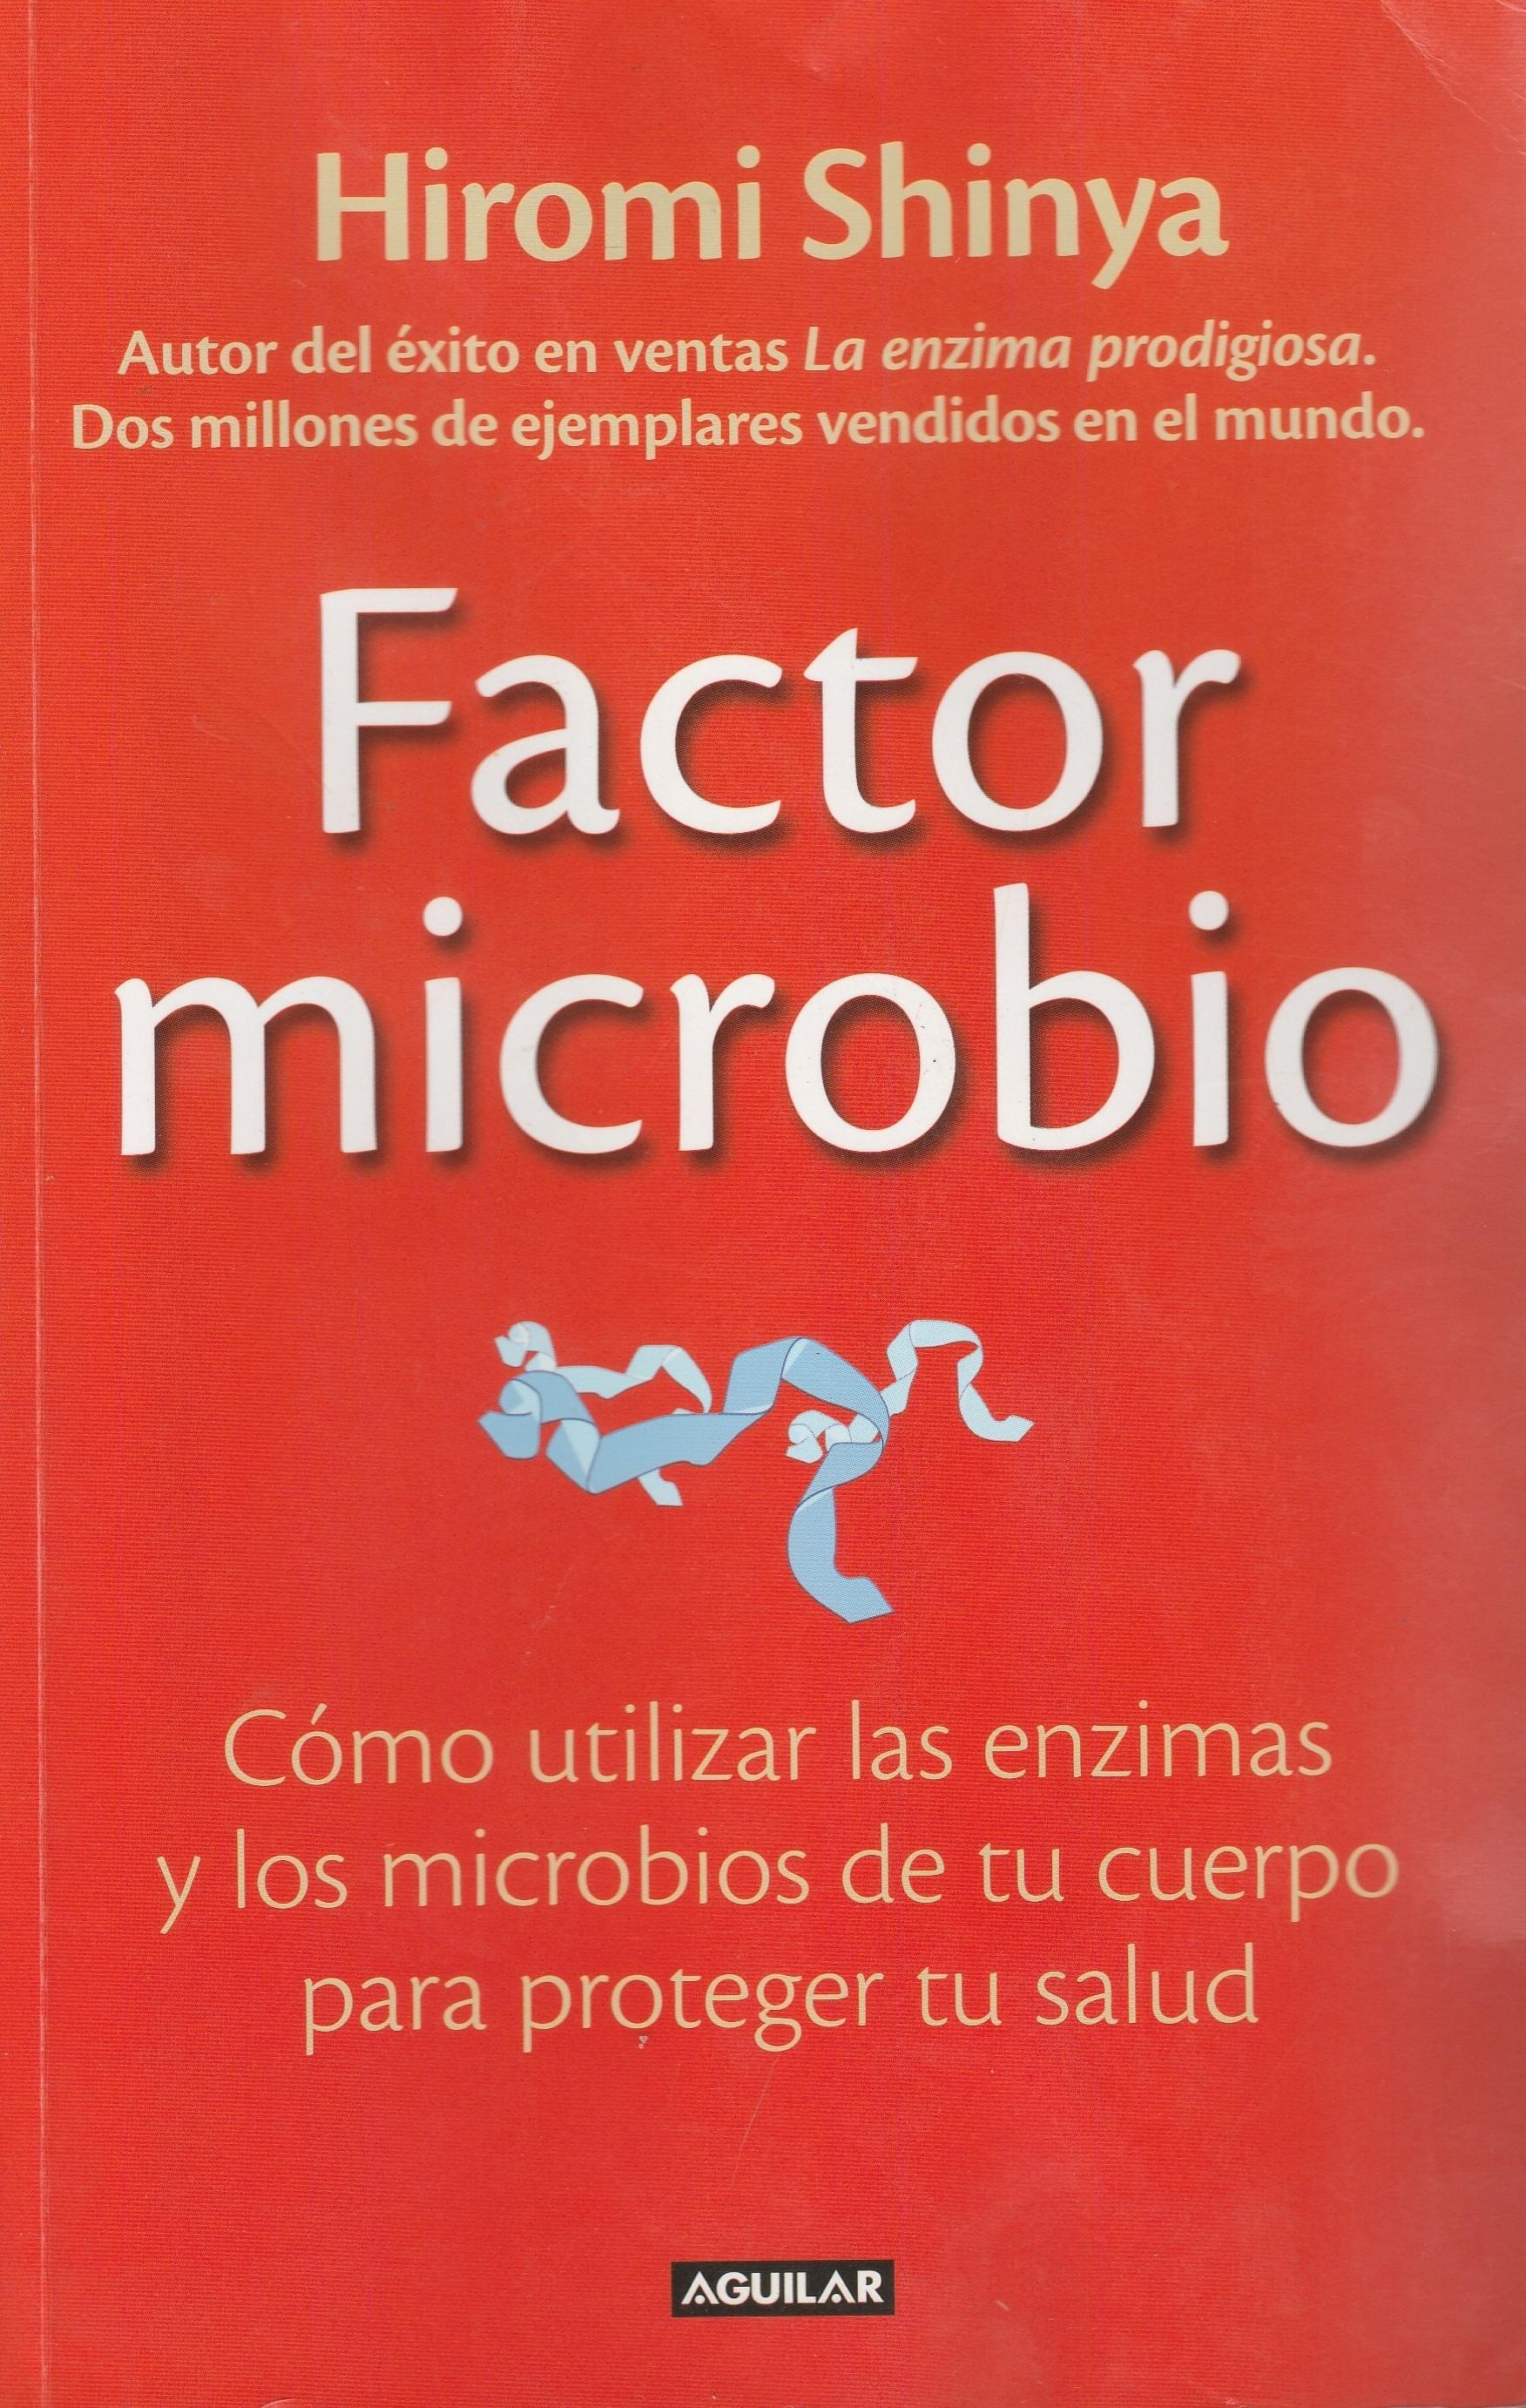 Hiromi Shinya
Autor del éxito en ventas La enzima prodigiosa.
Dos millones de ejemplares vendidos en el mundo.
Factor
microbio
Cómo utilizar las enzimas
y los microbios de tu cuerpo
para proteger tu salud
AGUILAR